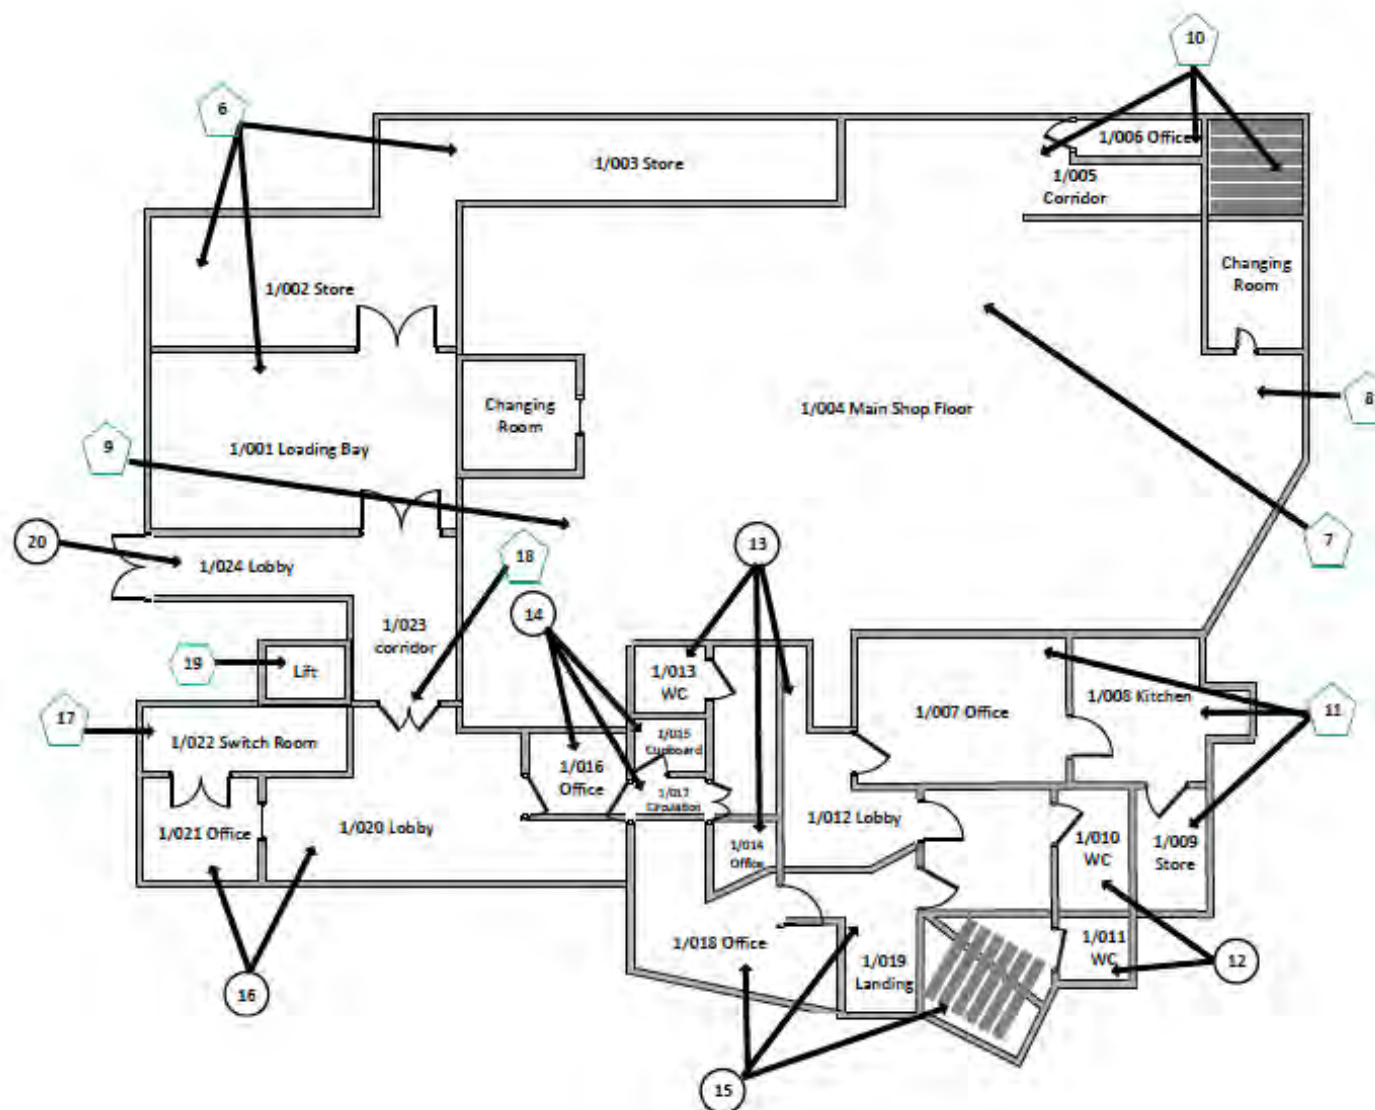 10
6
1/006 Office
1/003 Store
1/005
Corridor
Changing
Room
1/002 Store
8
Changing
Room
1/004 Main Shop Floor
9
1/001 Loading Bay
20
18
13
7
1/024 Lobby
14
1/023
corridor
19
Lift
1/013
WC
1/008 Kitchen
17
1/007 Office
11
1/022 Switch Room
1/015
Cupboard
1/016
Office
1/017
Circulation
1/021 Office
1/020 Lobby
1/012 Lobby
1/014
Office
1/010
WC
1/009
Store
1/018 Office
1/011
WC
1/019
Landing
12
16
15